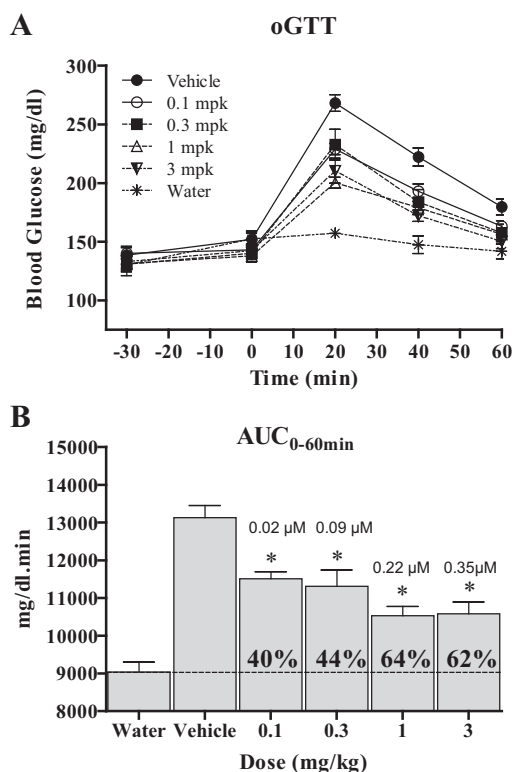 A
oGTT
300
250
200
150
100
Blood Glucose (mg/dl)
Vehicle
0.1 mpk
0.3 mpk
1 mpk
3 mpk
Water
-30 -20 -10 0 10 20 30 40 50 60
Time (min)
B
AUC0-60min
15000
14000
13000
12000
11000
10000
9000
8000
mg/dl.min
0.02 µM 0.09 µM 0.22 µM 0.35µM
* * * *
40% 44% 64% 62%
Water Vehicle 0.1 0.3 1 3
Dose (mg/kg)